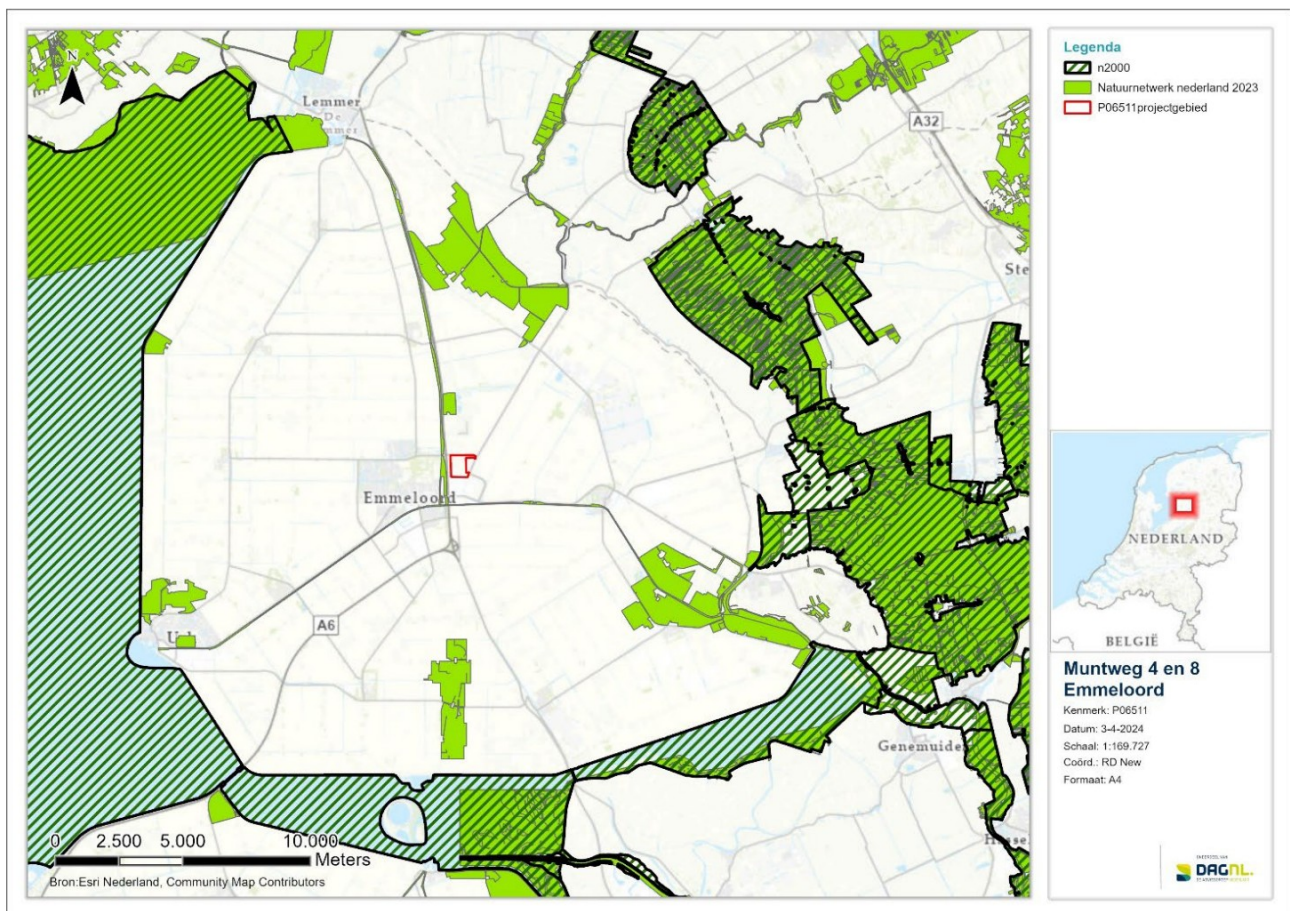 N
Lemmer
De
A32
Ste
Emmeloord
A6
Genemuiden
0 2.500 5.000 10.000
Meters
Bron:Esri Nederland, Community Map Contributors
Legenda
n2000
Natuurnetwerk nederland 2023
P06511projectgebied
NEDERLAND
BELGIË
Muntweg 4 en 8
Emmeloord
Kenmerk: P06511
Datum: 3-4-2024
Schaal: 1:169.727
Coörd.: RD New
Formaat: A4
DAGNL.